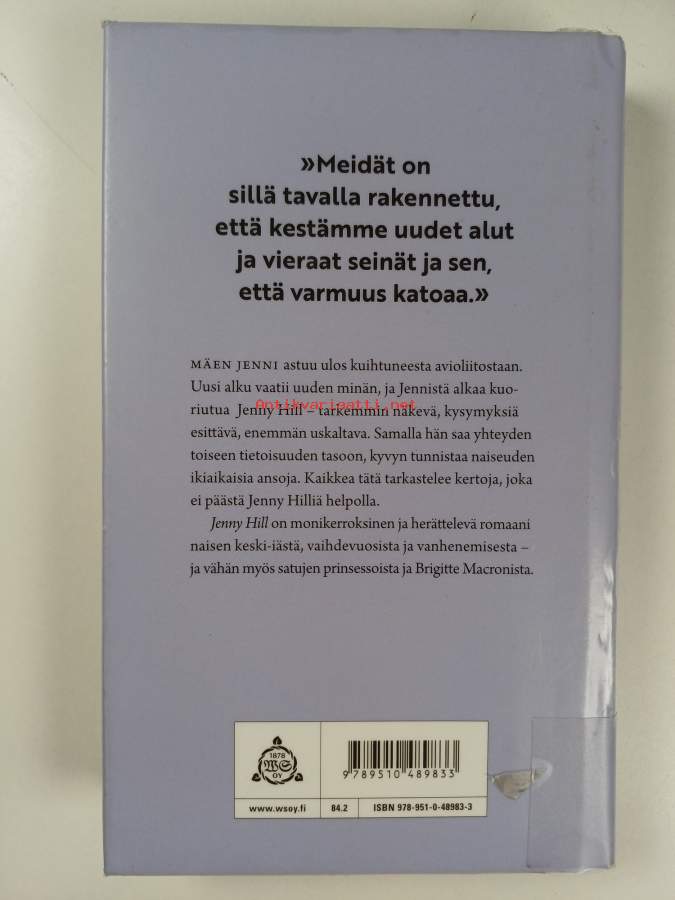 »Meidät on
sillä tavalla rakennettu,
että kestämme uudet alut
ja vieraat seinät ja sen,
että varmuus katoaa.»
MÄEN JENNI astuu ulos kuihtuneesta avioliitostaan.
Uusi alku vaatii uuden minän, ja Jennistä alkaa kuo-
riutua Jenny Hill – tarkemmin näkevä, kysymyksiä
Antikvariaatti.net
esittävä, enemmän uskaltava. Samalla hän saa yhteyden
toiseen tietoisuuden tasoon, kyvyn tunnistaa naiseuden
ikiaikaisia ansoja. Kaikkea tätä tarkastelee kertoja, joka
ei päästä Jenny Hilliä helpolla.
Jenny Hill on monikerroksinen ja herättelevä romaani
naisen keski-iästä, vaihdevuosista ja vanhenemisesta –
ja vähän myös satujen prinsessoista ja Brigitte Macronista.
1878
WS
OY
9 789510 489833
www.wsoy.fi
84.2
ISBN 978-951-0-48983-3